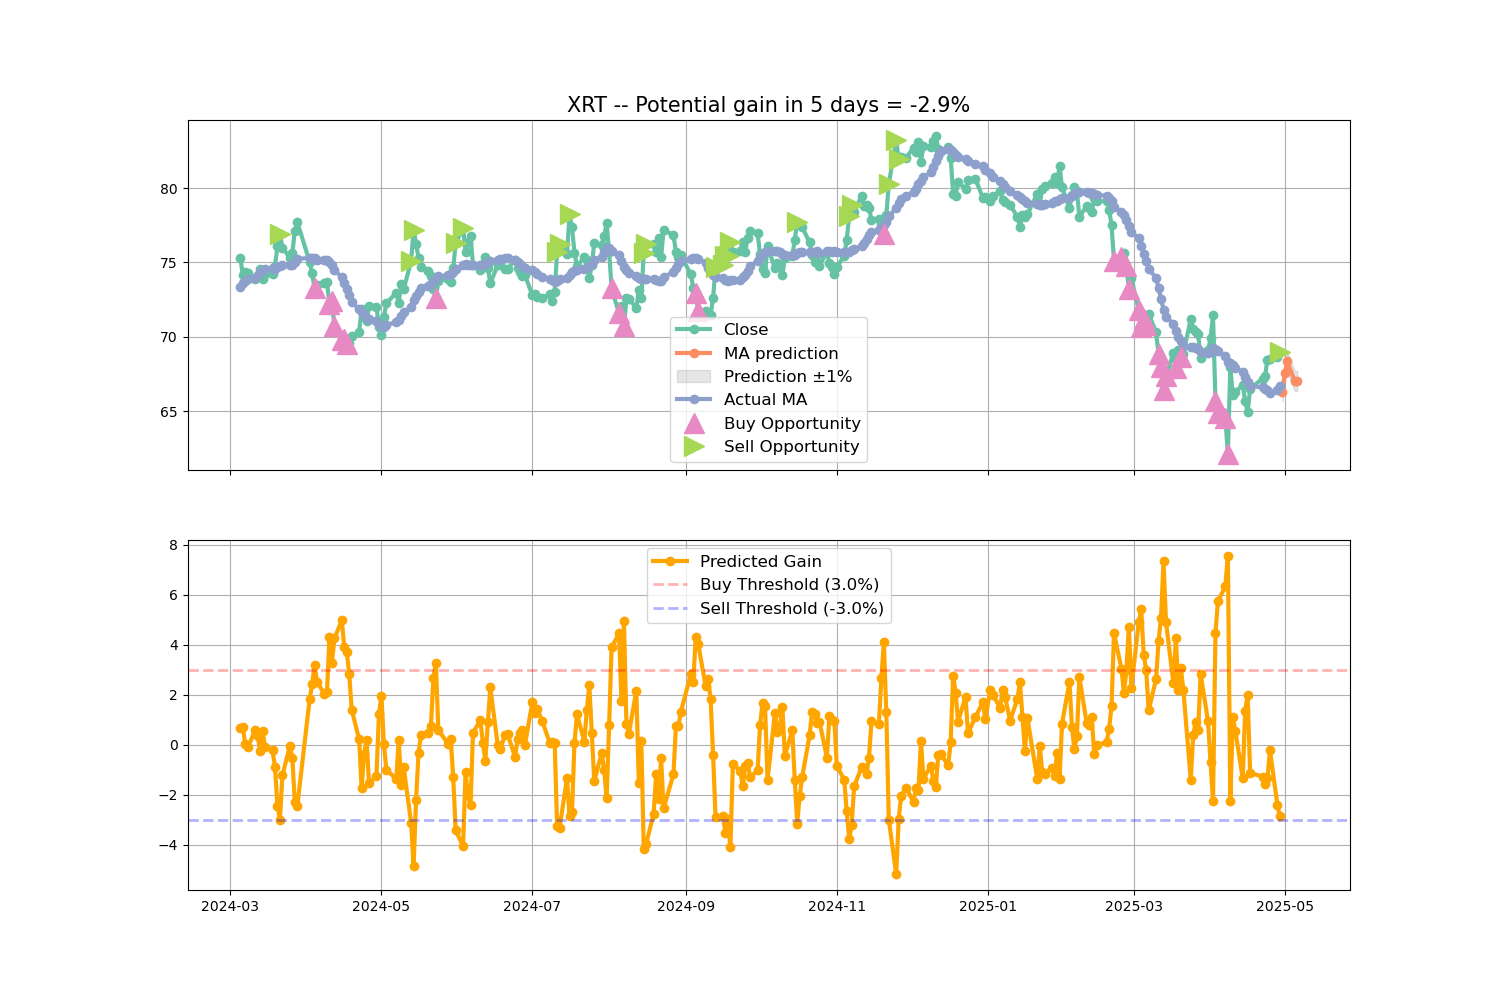 XRT -- Potential gain in 5 days = -2.9%
80
75
70
65
Close
MA prediction
Prediction ±1%
Actual MA
Buy Opportunity
Sell Opportunity
8
6
4
2
0
−2
−4
Predicted Gain
Buy Threshold (3.0%)
Sell Threshold (-3.0%)
2024-03 2024-05 2024-07 2024-09 2024-11 2025-01 2025-03 2025-05